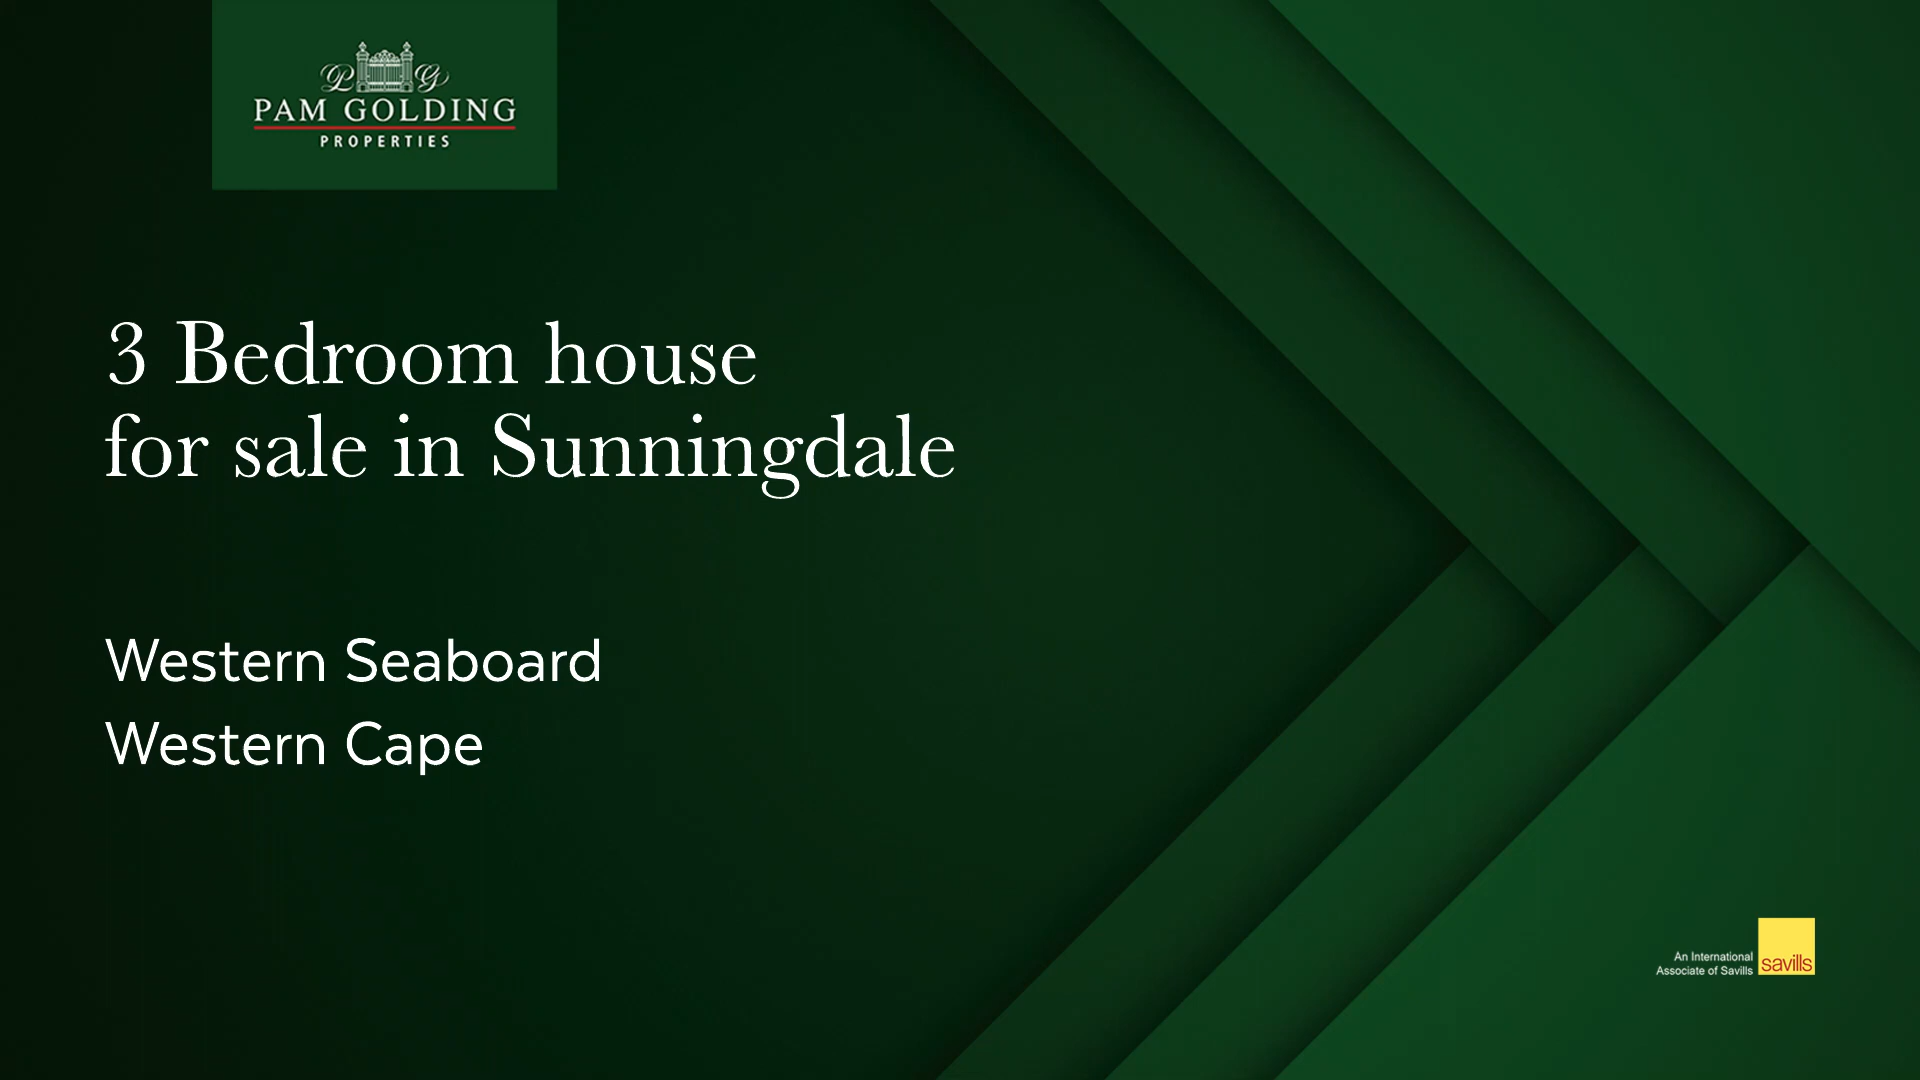 P G
PAM GOLDING
PROPERTIES
3 Bedroom house
for sale in Sunningdale
Western Seaboard
Western Cape
An International
Associate of Savills
savills